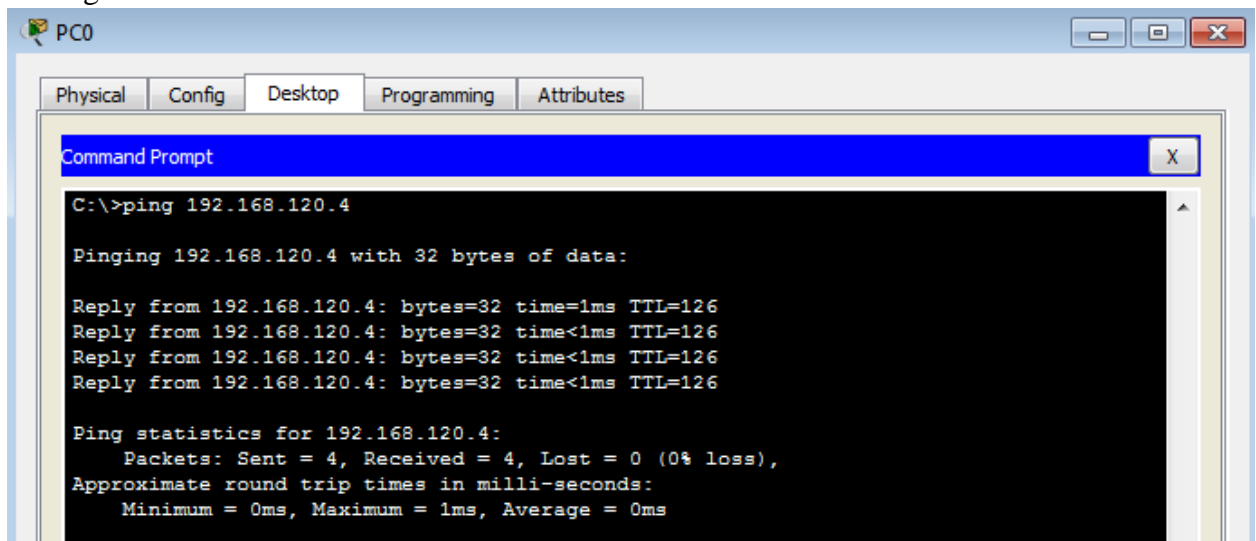 PC0
Physical Config Desktop Programming Attributes
Command Prompt X
C:\>ping 192.168.120.4
Pinging 192.168.120.4 with 32 bytes of data:
Reply from 192.168.120.4: bytes=32 time=1ms TTL=126
Reply from 192.168.120.4: bytes=32 time<1ms TTL=126
Reply from 192.168.120.4: bytes=32 time<1ms TTL=126
Reply from 192.168.120.4: bytes=32 time<1ms TTL=126
Ping statistics for 192.168.120.4:
Packets: Sent = 4, Received = 4, Lost = 0 (0% loss),
Approximate round trip times in milli-seconds:
Minimum = 0ms, Maximum = 1ms, Average = 0ms